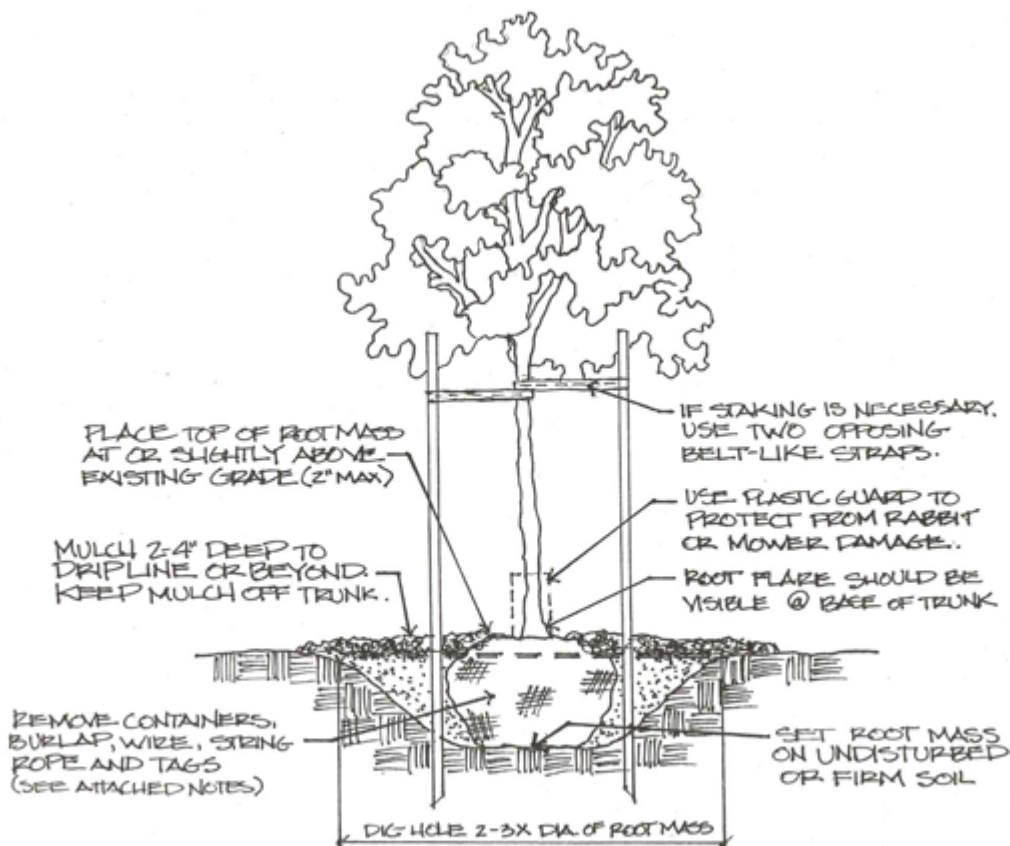 PLACE TOP OF ROOT MASS
AT OR SLIGHTLY ABOVE
EXISTING GRADE (2" MAX)
MULCH 2-4" DEEP TO
DRIPLINE OR BEYOND.
KEEP MULCH OFF TRUNK.
REMOVE CONTAINERS,
BURLAP, WIRE, STRING
ROPE AND TAGS
(SEE ATTACHED NOTES)
IF STAKING IS NECESSARY,
USE TWO OPPOSING
BELT-LIKE STRAPS.
USE PLASTIC GUARD TO
PROTECT FROM RABBIT
OR MOWER DAMAGE.
ROOT FLARE SHOULD BE
VISIBLE @ BASE OF TRUNK
SET ROOT MASS
ON UNDISTURBED
OR FIRM SOIL
DIG HOLE 2-3X DIA. OF ROOT MASS